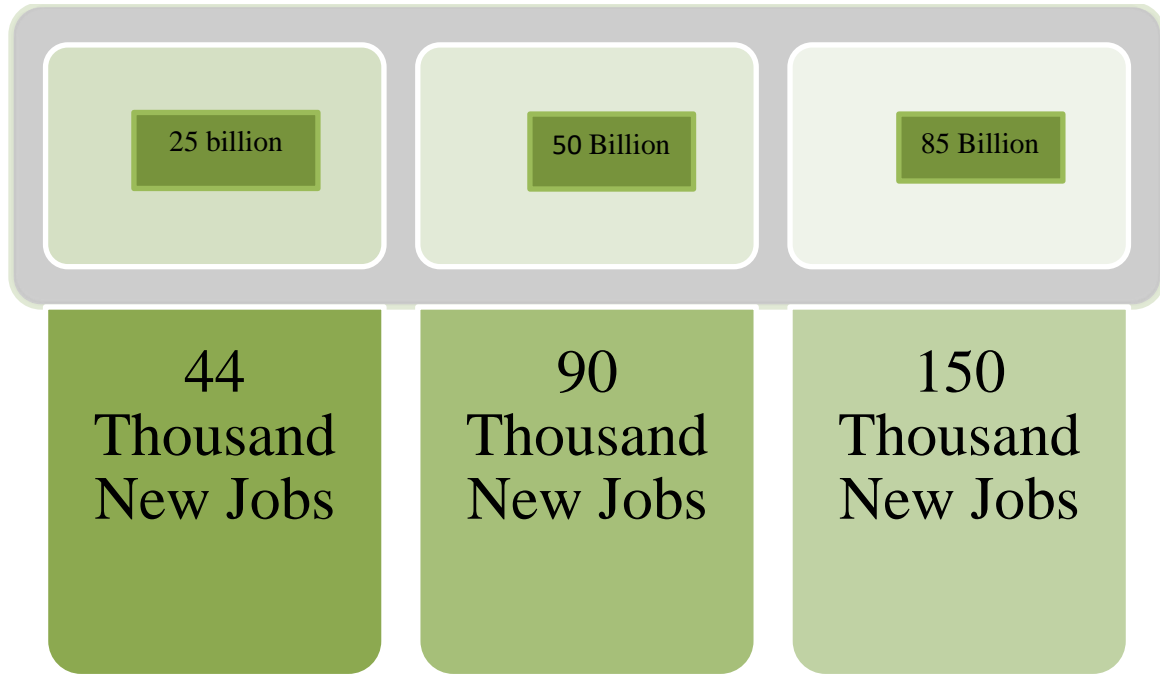 25 billion
50 Billion
85 Billion
44
Thousand
New Jobs
90
Thousand
New Jobs
150
Thousand
New Jobs